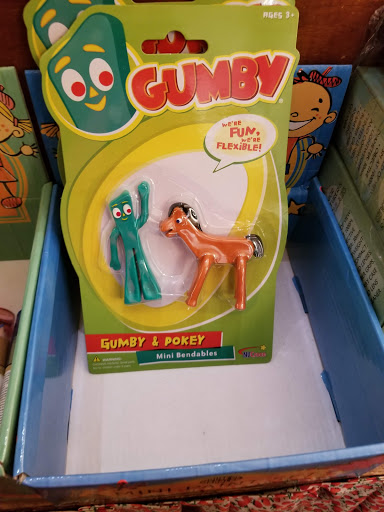 AGES 3+
GUMBY
WE'RE
FUN,
WE'RE
FLEXIBLE!
GUMBY & POKEY
Mini Bendables
WARNING: